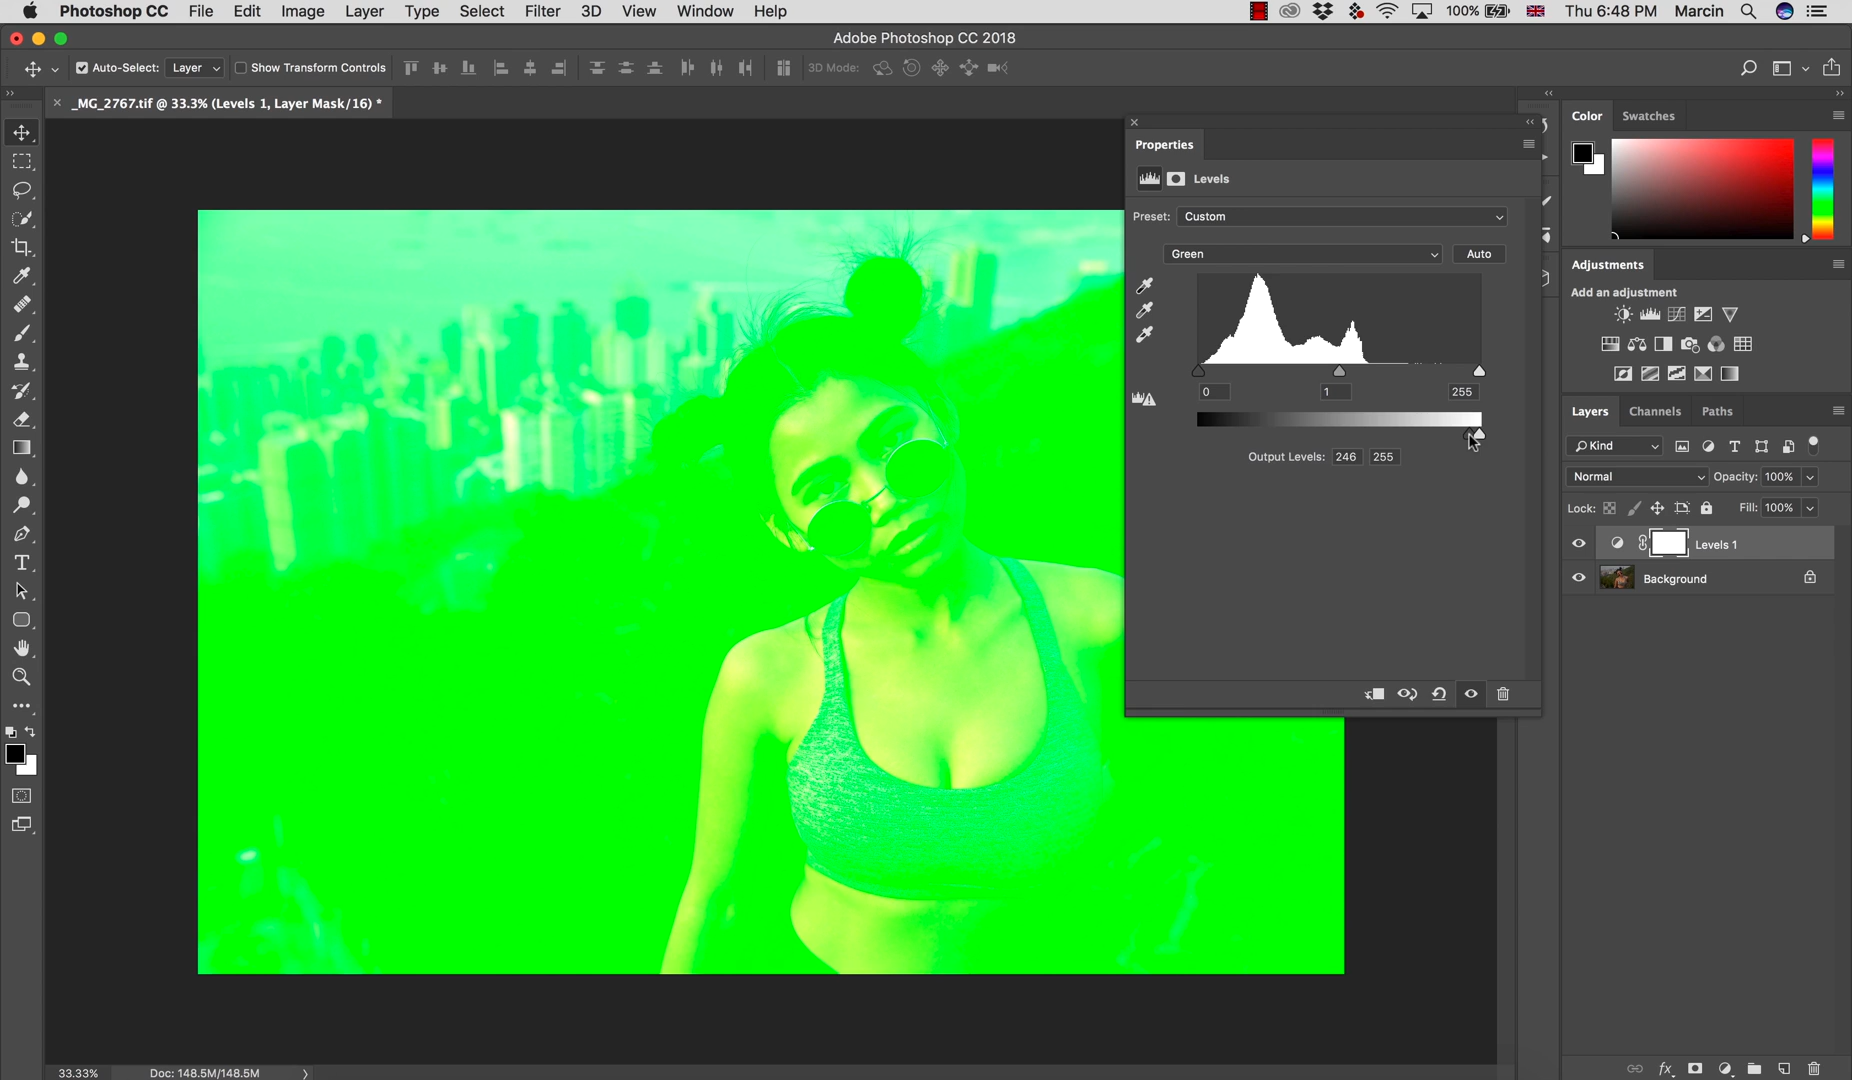 Photoshop CC File Edit Image Layer Type Select Filter 3D View Window Help 100% Thu 6:48 PM Marcin
Adobe Photoshop CC 2018
Auto-Select: Layer Show Transform Controls 3D Mode:
_MG_2767.tif @ 33.3% (Levels 1, Layer Mask/16) *
Properties
Levels
Preset: Custom
Green Auto
0 1 255
Output Levels: 246 255
Color Swatches
Adjustments
Add an adjustment
Layers Channels Paths
Kind
Normal Opacity: 100%
Lock: Fill: 100%
Levels 1
Background
33.33% Doc: 148.5M/148.5M